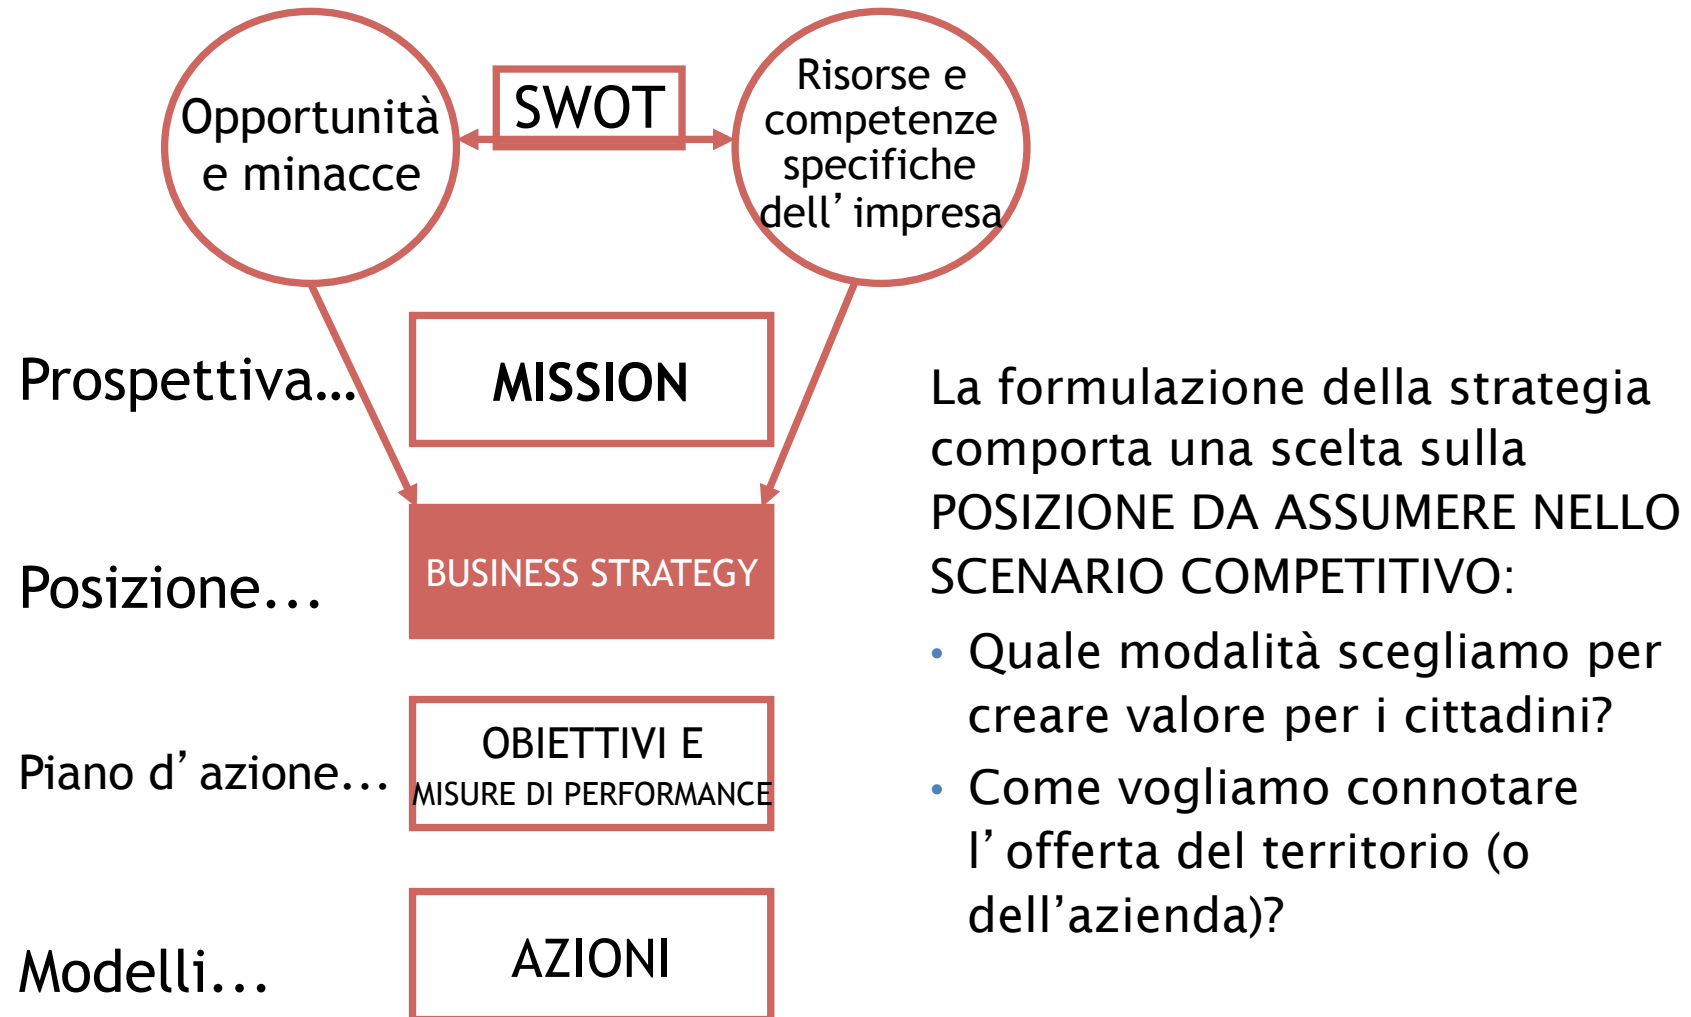 Opportunità
e minacce
SWOT
Risorse e
competenze
specifiche
dell’ impresa
Prospettiva…
MISSION
Posizione...
BUSINESS STRATEGY
Piano d’ azione...
OBIETTIVI E
MISURE DI PERFORMANCE
Modelli...
AZIONI
La formulazione della strategia
comporta una scelta sulla
POSIZIONE DA ASSUMERE NELLO
SCENARIO COMPETITIVO:
• Quale modalità scegliamo per
creare valore per i cittadini?
• Come vogliamo connotare
l’ offerta del territorio (o
dell’azienda)?